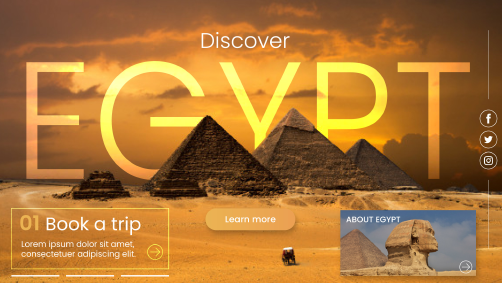 Discover
EGYPT
01 Book a trip
Lorem ipsum dolor sit amet,
consectetuer adipiscing elit.
Learn more
ABOUT EGYPT